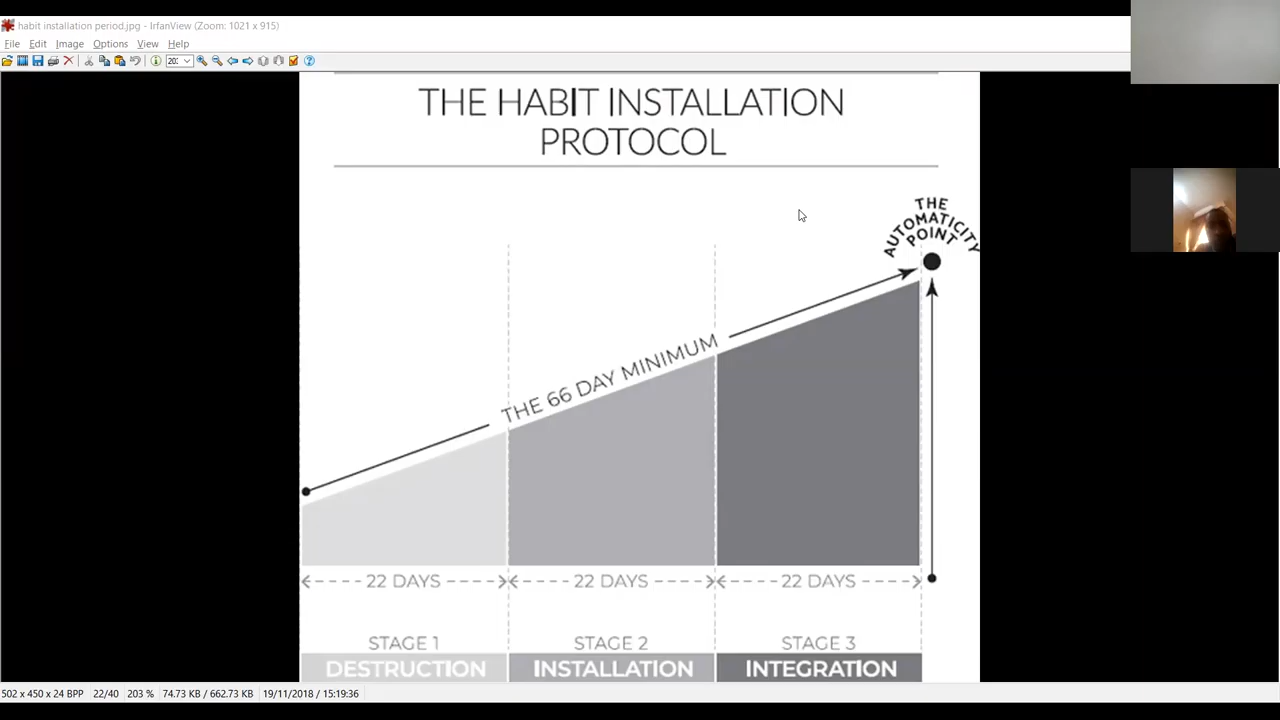 habit installation period.jpg - IrfanView (Zoom: 1021 x 915)
File Edit Image Options View Help
THE HABIT INSTALLATION
PROTOCOL
THE
AUTOMATICITY
POINT
THE 66 DAY MINIMUM
22 DAYS 22 DAYS 22 DAYS
STAGE 1 STAGE 2 STAGE 3
DESTRUCTION INSTALLATION INTEGRATION
502 x 450 x 24 BPP 22/40 203 % 74.73 KB / 662.73 KB 19/11/2018 / 15:19:36